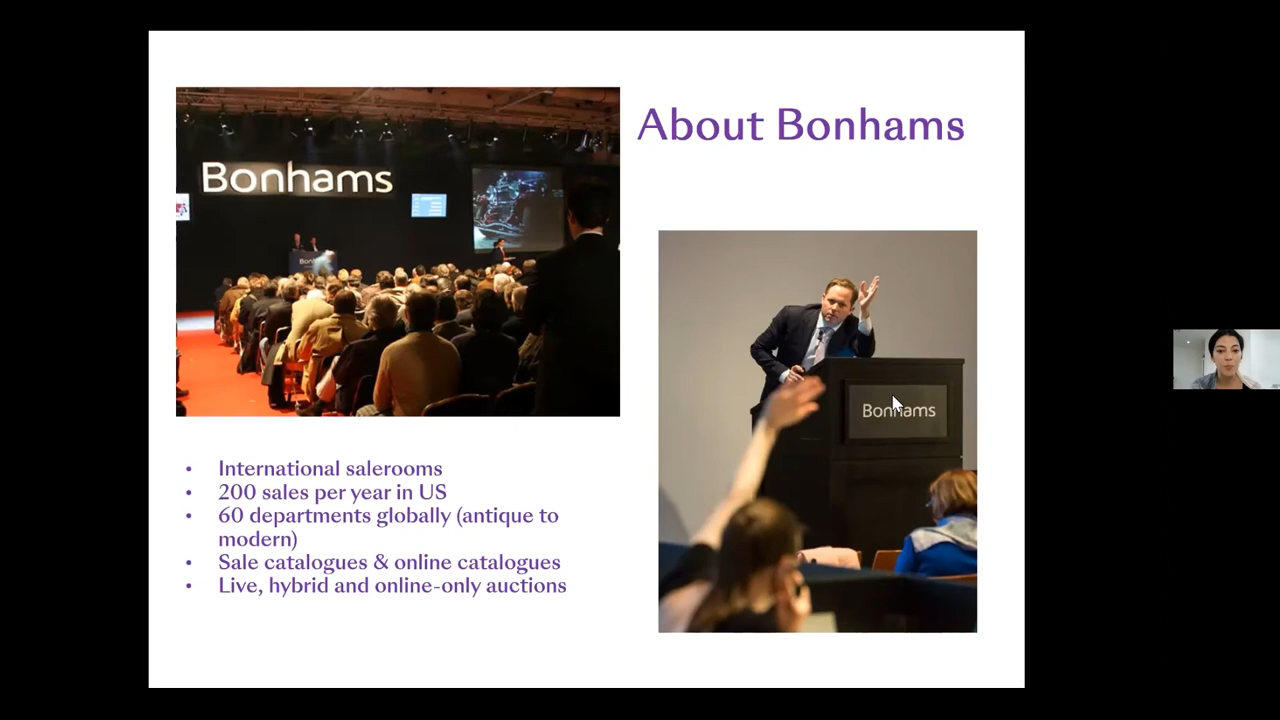 About Bonhams
Bonhams
Bonhams
• International salerooms
• 200 sales per year in US
• 60 departments globally (antique to
modern)
• Sale catalogues & online catalogues
• Live, hybrid and online-only auctions